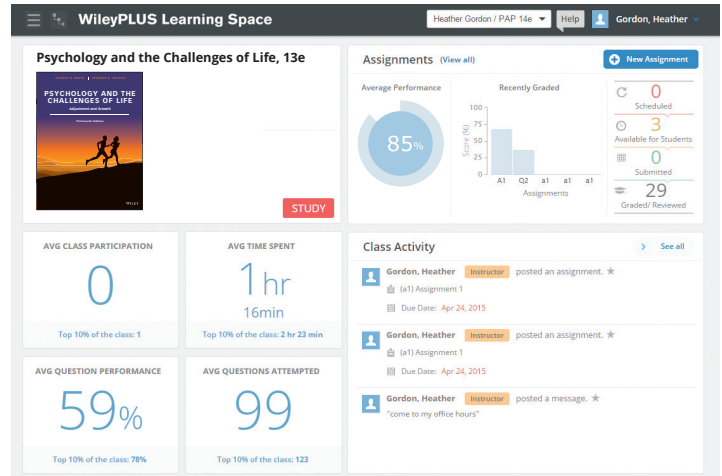 WileyPLUS Learning Space
Heather Gordon / PAP 14e
Help
Gordon, Heather
Psychology and the Challenges of Life, 13e
PSYCHOLOGY AND THE
CHALLENGES OF LIFE
Adjustment and Growth
Thirteenth Edition
WILEY
STUDY
Assignments (View all)
New Assignment
Average Performance
85%
Recently Graded
Score (%)
100
75
50
25
0
A1 Q2 a1 a1 a1
Assignments
0
Scheduled
3
Available for Students
0
Submitted
29
Graded/ Reviewed
AVG CLASS PARTICIPATION
0
Top 10% of the class: 1
AVG TIME SPENT
1 hr
16min
Top 10% of the class: 2 hr 23 min
AVG QUESTION PERFORMANCE
59%
Top 10% of the class: 78%
AVG QUESTIONS ATTEMPTED
99
Top 10% of the class: 123
Class Activity
See all
Gordon, Heather Instructor posted an assignment.
(a1) Assignment 1
Due Date: Apr 24, 2015
Gordon, Heather Instructor posted an assignment.
(a1) Assignment 1
Due Date: Apr 24, 2015
Gordon, Heather Instructor posted a message.
"come to my office hours"